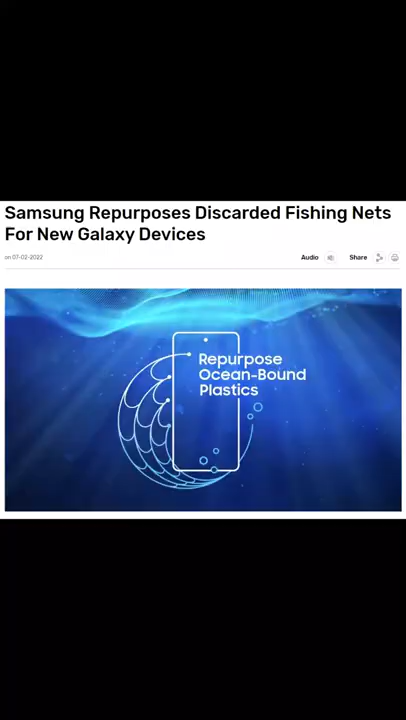 Samsung Repurposes Discarded Fishing Nets
For New Galaxy Devices
on 07-02-2022
Audio
Share
Repurpose
Ocean-Bound
Plastics